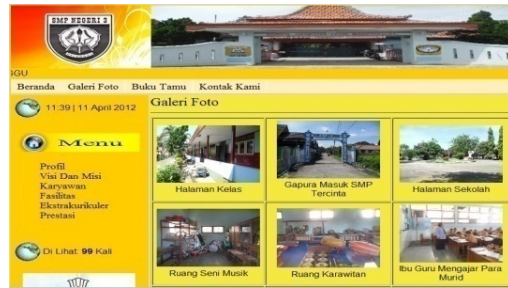 SMP NEGERI 2
GGU
Beranda Galeri Foto Buku Tamu Kontak Kami
11:39 | 11 April 2012
Galeri Foto
Menu
Profil
Visi Dan Misi
Karyawan
Fasilitas
Ekstrakurikuler
Prestasi
Halaman Kelas
Gapura Masuk SMP
Tercinta
Halaman Sekolah
Di Lihat: 99 Kali
Ruang Seni Musik
Ruang Karawitan
Ibu Guru Mengajar Para
Murid